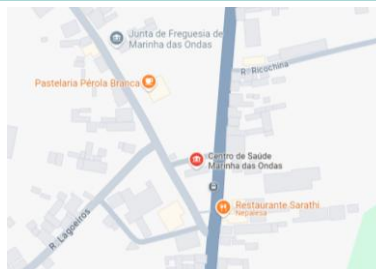 Junta de Freguesia de
Marinha das Ondas
R. Ricochina
Pastelaria Pérola Branca
Centro de Saúde
Marinha das Ondas
Restaurante Sarathi
Nepalesa
R. Lagoeiros